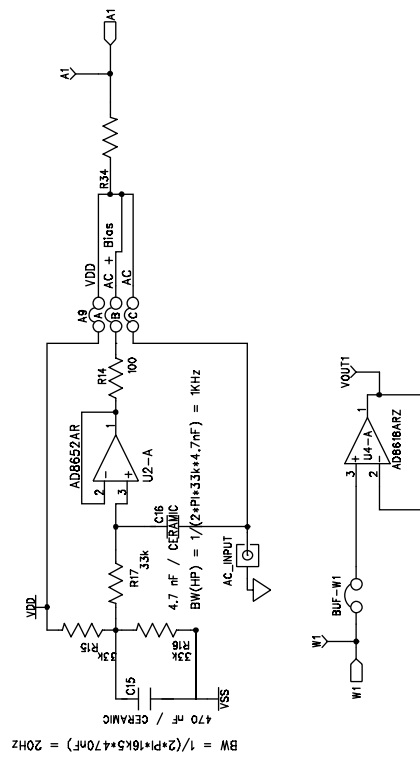 BW = 1/(2*PI*16k5*470nF) = 20Hz
470 nF / CERAMIC
C15
VSS
VDD
R15
33k
R16
33k
R17
33k
C16
4.7 nF / CERAMIC
BW(HP) = 1/(2*PI*33k*4.7nF) = 1KHz
AC_INPUT
AD8652AR
2
-
3
+
1
U2-A
R14
100
A9
A
B
C
VDD
AC + Bias
AC
R34
A1
A1
W1
W1
BUF-W1
3
+
2
-
U4-A
1
AD8618ARZ
VOUT1